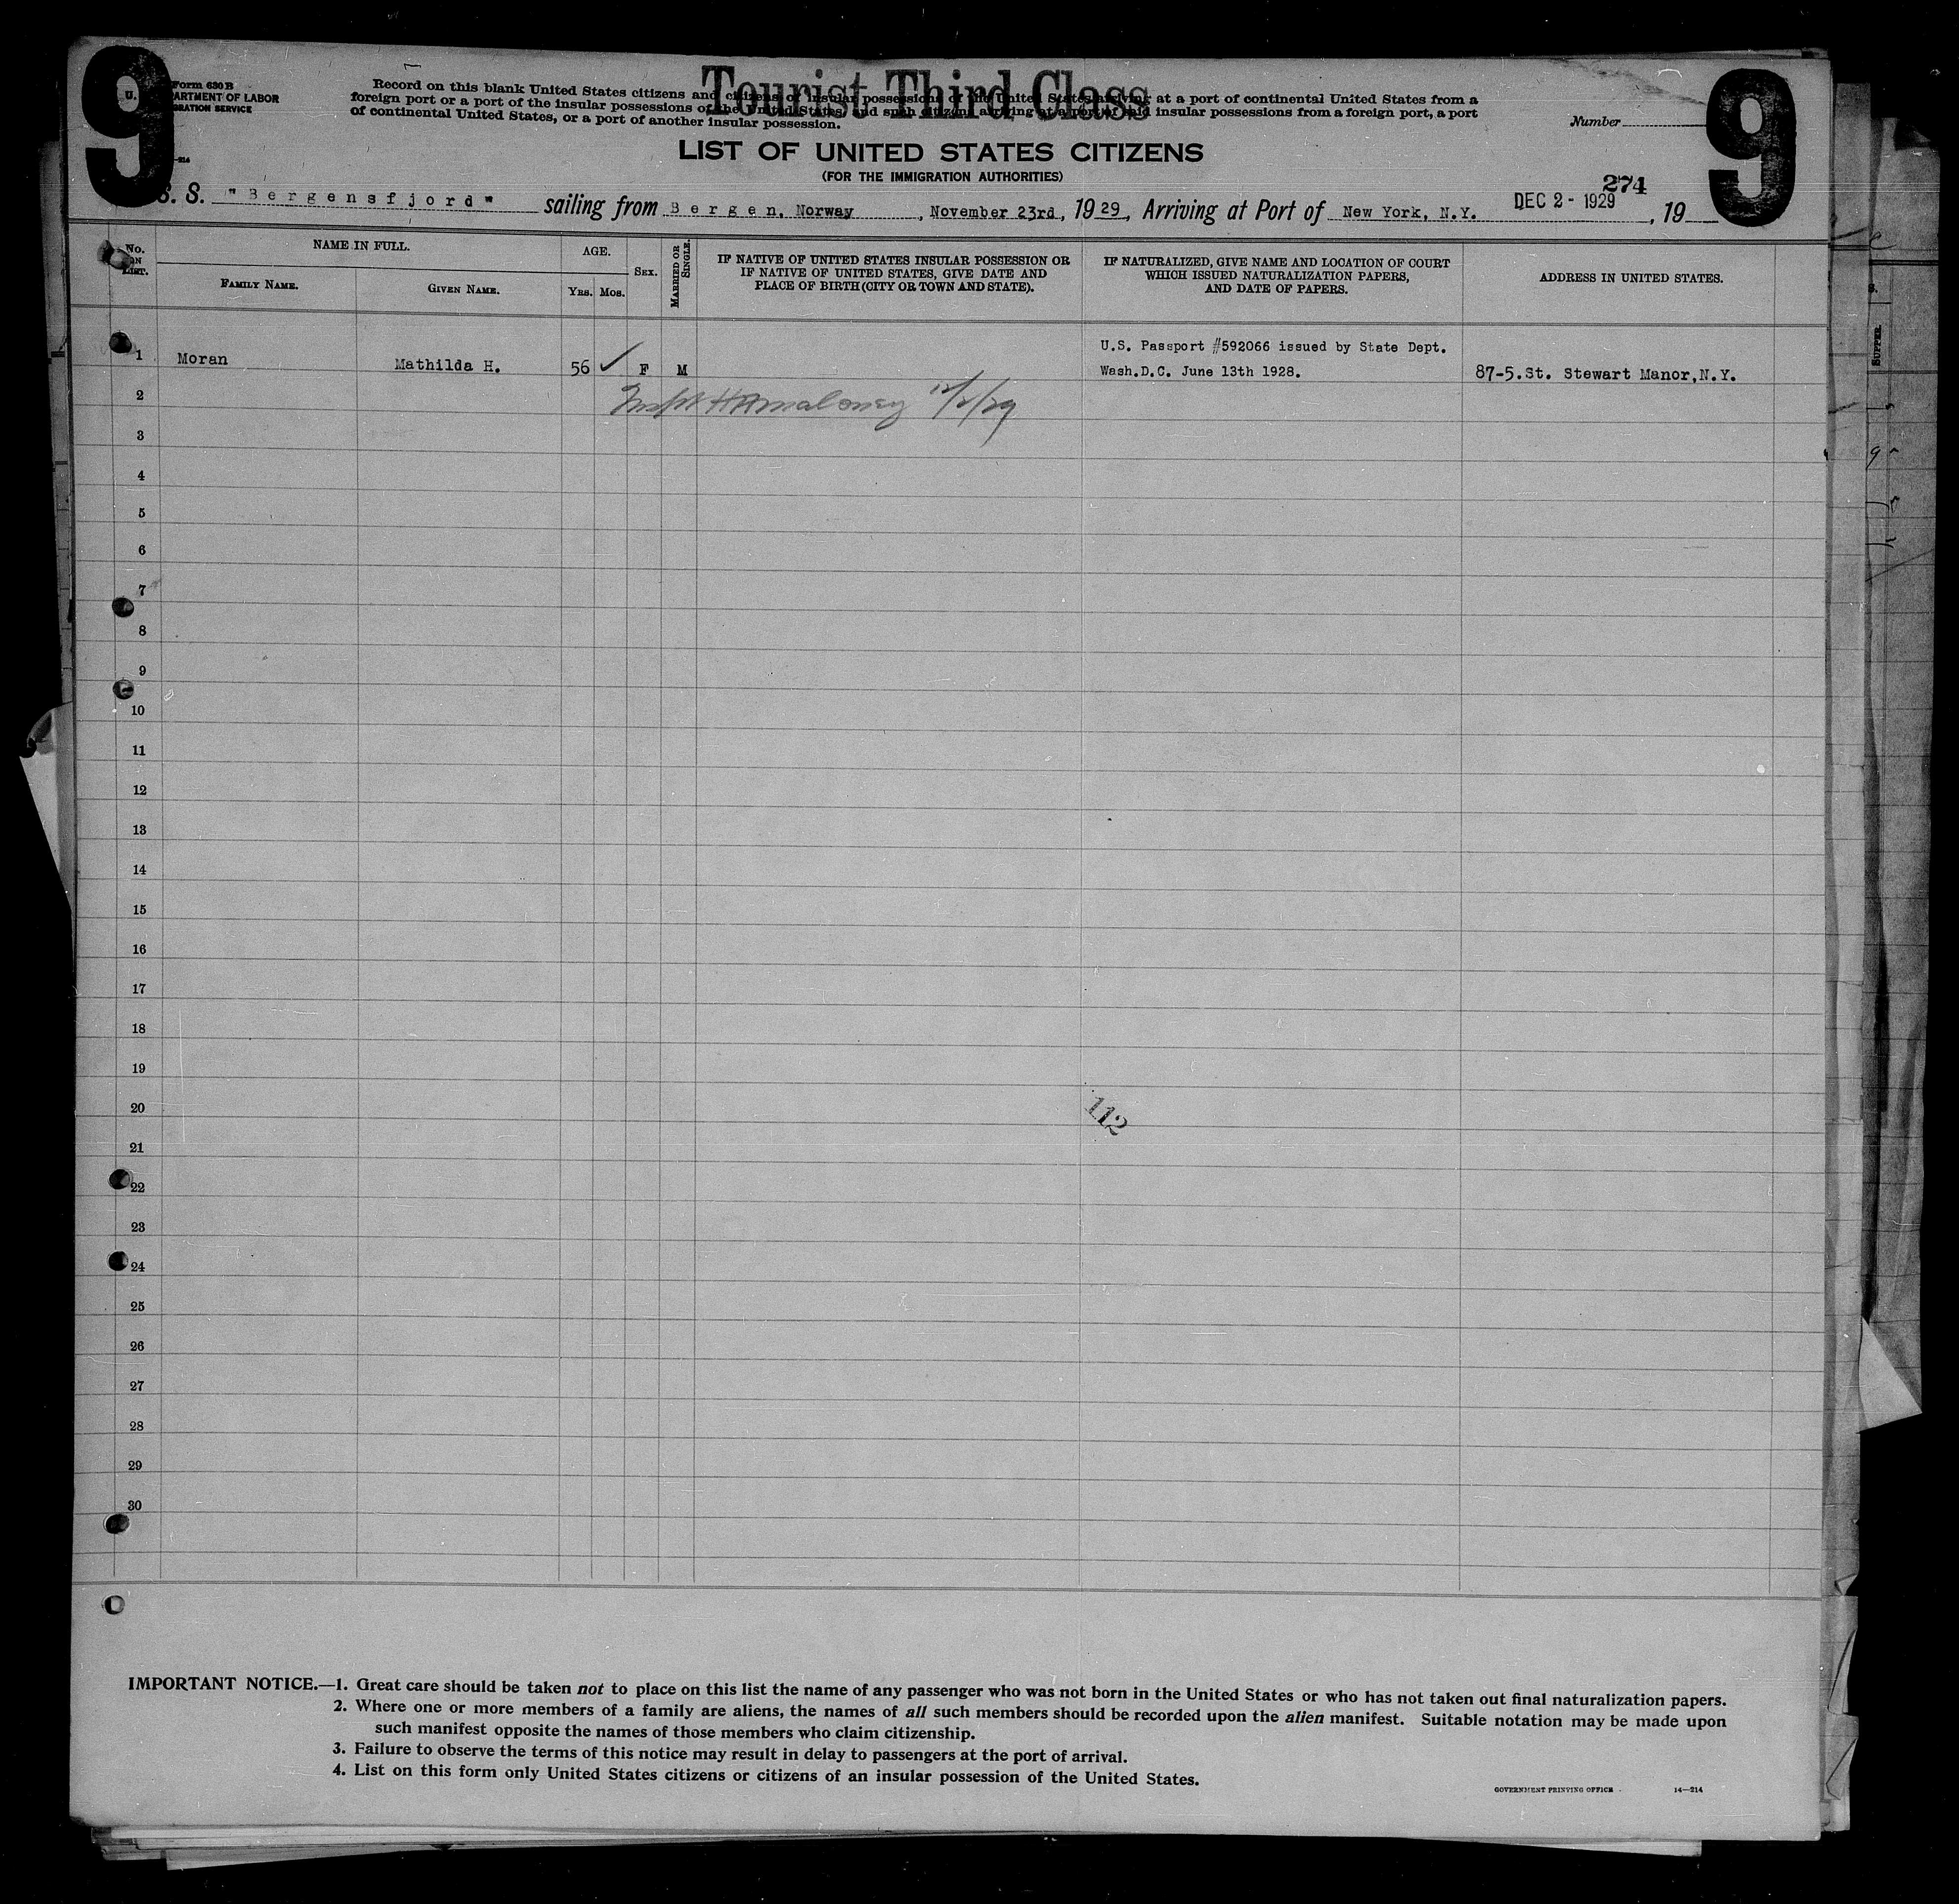 9
Form 630 B
U.
ARTMENT OF LABOR
GRATION SERVICE
Tourist Third Class
Record on this blank United States citizens and citizens of insular possessions of the United States arriving at a port of continental United States from a
foreign port or a port of the insular possessions of the United States, and such citizens arriving at a port of said insular possessions from a foreign port, a port
of continental United States, or a port of another insular possession.
Number
9
LIST OF UNITED STATES CITIZENS
(FOR THE IMMIGRATION AUTHORITIES)
—214
274
S. S. "Bergensfjord" sailing from Bergen, Norway, November 23rd, 1929, Arriving at Port of New York, N.Y. DEC 2 - 1929, 19
No. ON LIST.
NAME IN FULL.
FAMILY NAME.
GIVEN NAME.
AGE.
YRS. MOS.
SEX.
MARRIED OR SINGLE.
IF NATIVE OF UNITED STATES INSULAR POSSESSION OR
IF NATIVE OF UNITED STATES, GIVE DATE AND
PLACE OF BIRTH (CITY OR TOWN AND STATE).
IF NATURALIZED, GIVE NAME AND LOCATION OF COURT
WHICH ISSUED NATURALIZATION PAPERS,
AND DATE OF PAPERS.
ADDRESS IN UNITED STATES.
U.S. Passport #592066 issued by State Dept.
1 Moran Mathilda H. 56 ✓ F M Wash.D.C. June 13th 1928. 87-5.St. Stewart Manor,N.Y.
2 Maloney 12/2/29
3
4
5
6
7
8
9
10
11
12
13
14
15
16
17
18
19
20 112
21
22
23
24
25
26
27
28
29
30
IMPORTANT NOTICE.—1. Great care should be taken not to place on this list the name of any passenger who was not born in the United States or who has not taken out final naturalization papers.
2. Where one or more members of a family are aliens, the names of all such members should be recorded upon the alien manifest. Suitable notation may be made upon
such manifest opposite the names of those members who claim citizenship.
3. Failure to observe the terms of this notice may result in delay to passengers at the port of arrival.
4. List on this form only United States citizens or citizens of an insular possession of the United States.
GOVERNMENT PRINTING OFFICE 14—214